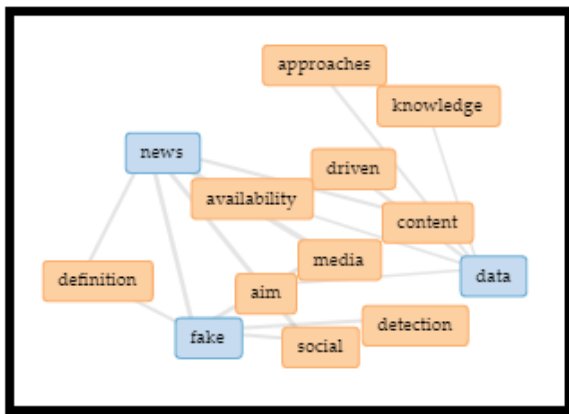 approaches
knowledge
news
driven
availability
content
media
definition
data
aim
detection
fake
social